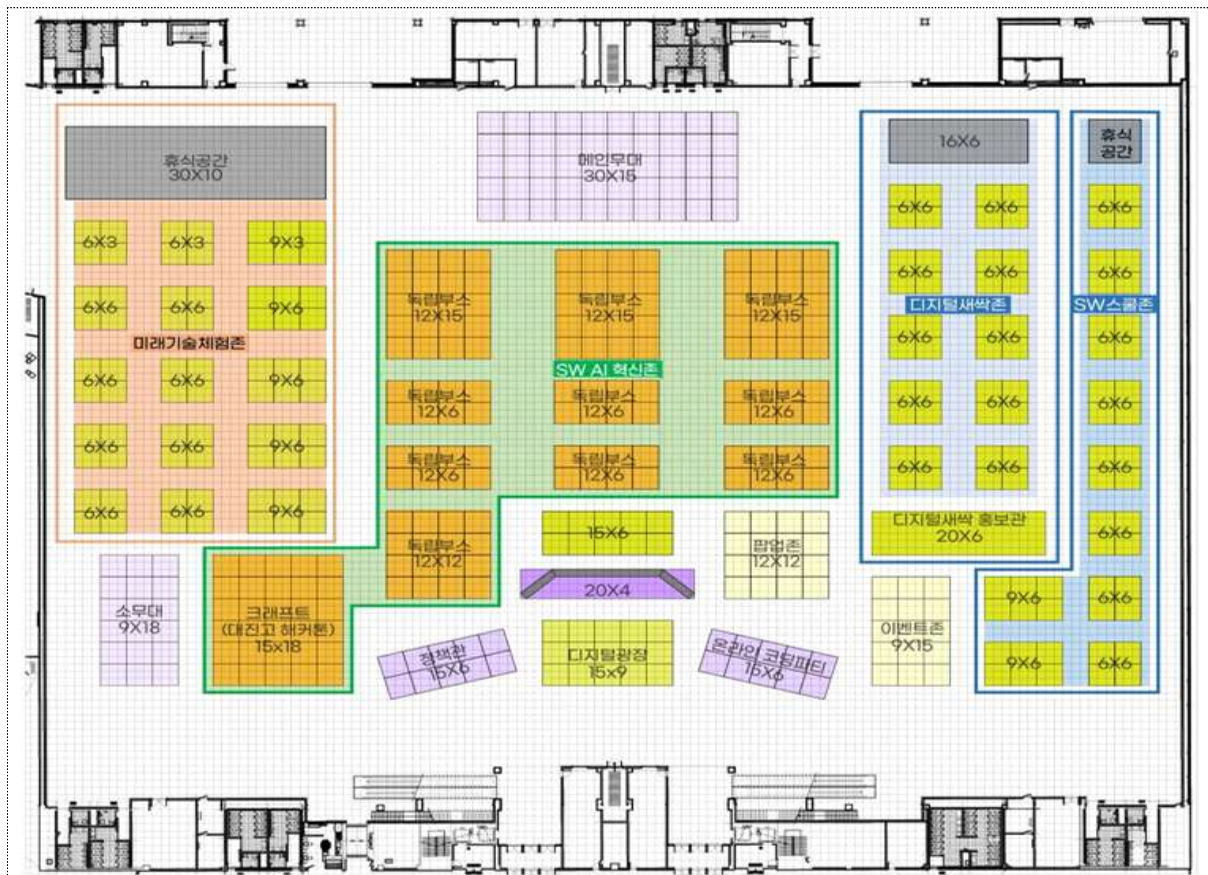 휴식공간
30X10
메인무대
30X15
16X6
휴식
공간
6X6
6X6
6X6
6X3
6X3
9X3
독립부스
12X15
독립부스
12X15
독립부스
12X15
6X6
6X6
6X6
6X6
6X6
9X6
디지털새싹존
SW스쿨존
미래기술체험존
6X6
6X6
6X6
SW AI 혁신존
6X6
6X6
9X6
독립부스
12X6
독립부스
12X6
독립부스
12X6
6X6
6X6
6X6
6X6
6X6
9X6
독립부스
12X6
독립부스
12X6
독립부스
12X6
6X6
6X6
6X6
6X6
6X6
9X6
독립부스
12X12
15X6
팝업존
12X12
디지털새싹 홍보관
20X6
6X6
소무대
9X18
크래프트
(대진고 해커톤)
15x18
20X4
이벤트존
9X15
9X6
6X6
정책관
15X6
디지털광장
15x9
온라인 코딩파티
15X6
9X6
6X6